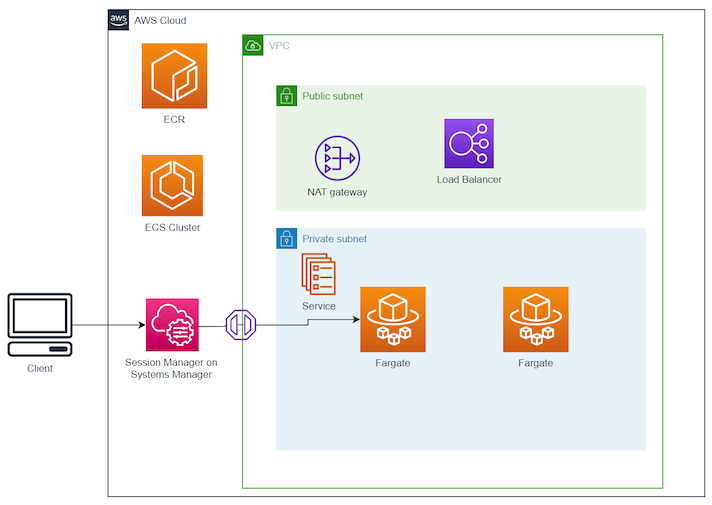 aws
AWS Cloud
VPC
ECR
Public subnet
NAT gateway
Load Balancer
ECS Cluster
Private subnet
Service
Client
Session Manager on
Systems Manager
Fargate
Fargate